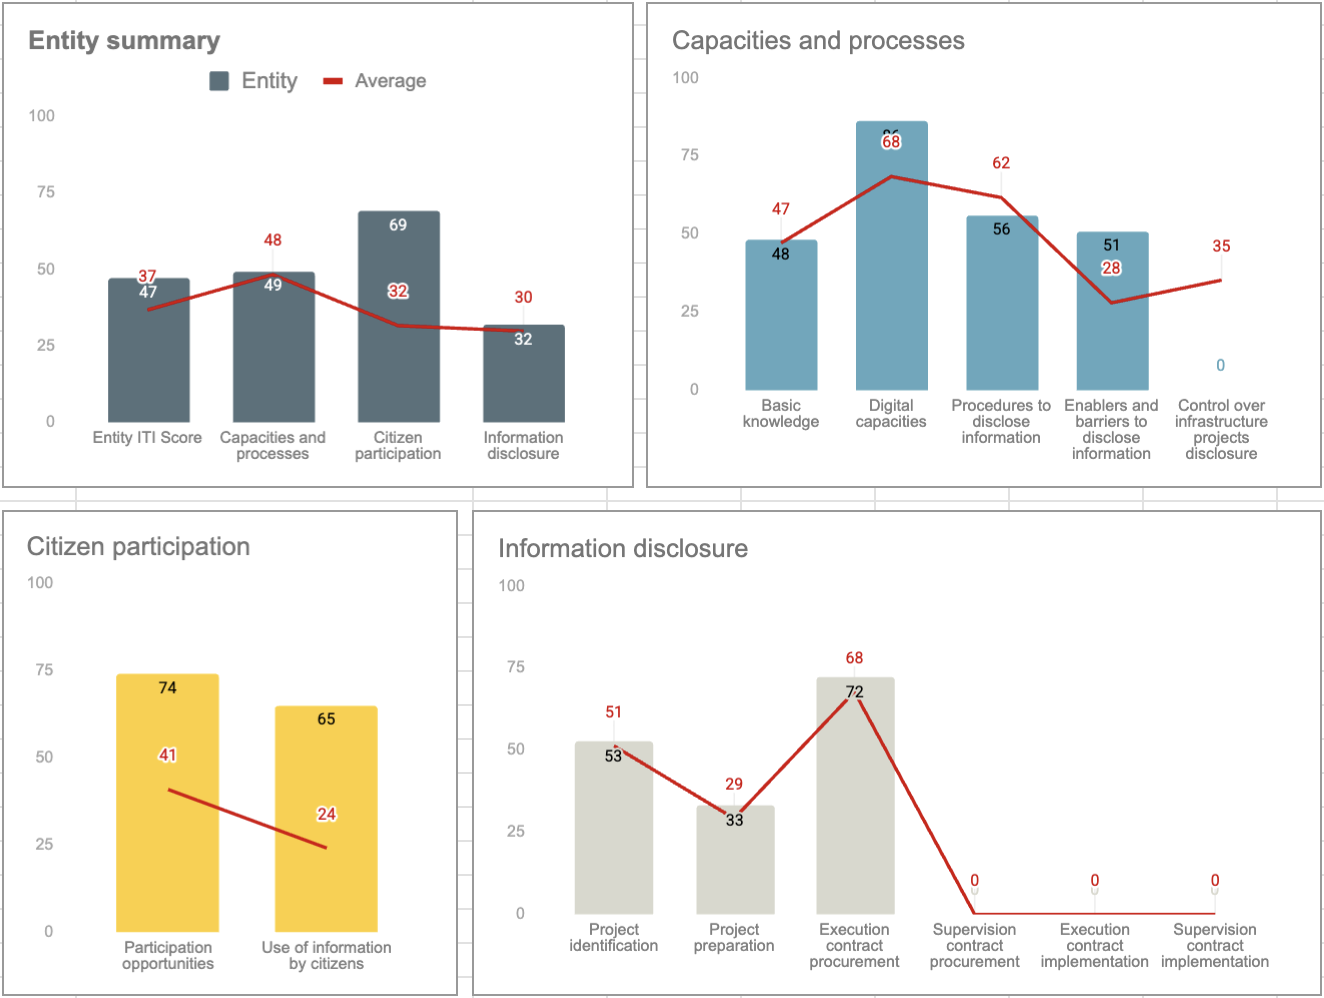 Entity summary
Entity
Average
100
75
50
25
0
37
47
48
49
69
32
30
32
Entity ITI Score
Capacities and
processes
Citizen
participation
Information
disclosure
Capacities and processes
100
75
50
25
0
47
48
86
68
62
56
51
28
35
0
Basic
knowledge
Digital
capacities
Procedures to
disclose
information
Enablers and
barriers to
disclose
information
Control over
infrastructure
projects
disclosure
Citizen participation
100
75
50
25
0
74
41
65
24
Participation
opportunities
Use of information
by citizens
Information disclosure
100
75
50
25
0
51
53
29
33
68
72
0
0
0
0
0
0
Project
identification
Project
preparation
Execution
contract
procurement
Supervision
contract
procurement
Execution
contract
implementation
Supervision
contract
implementation